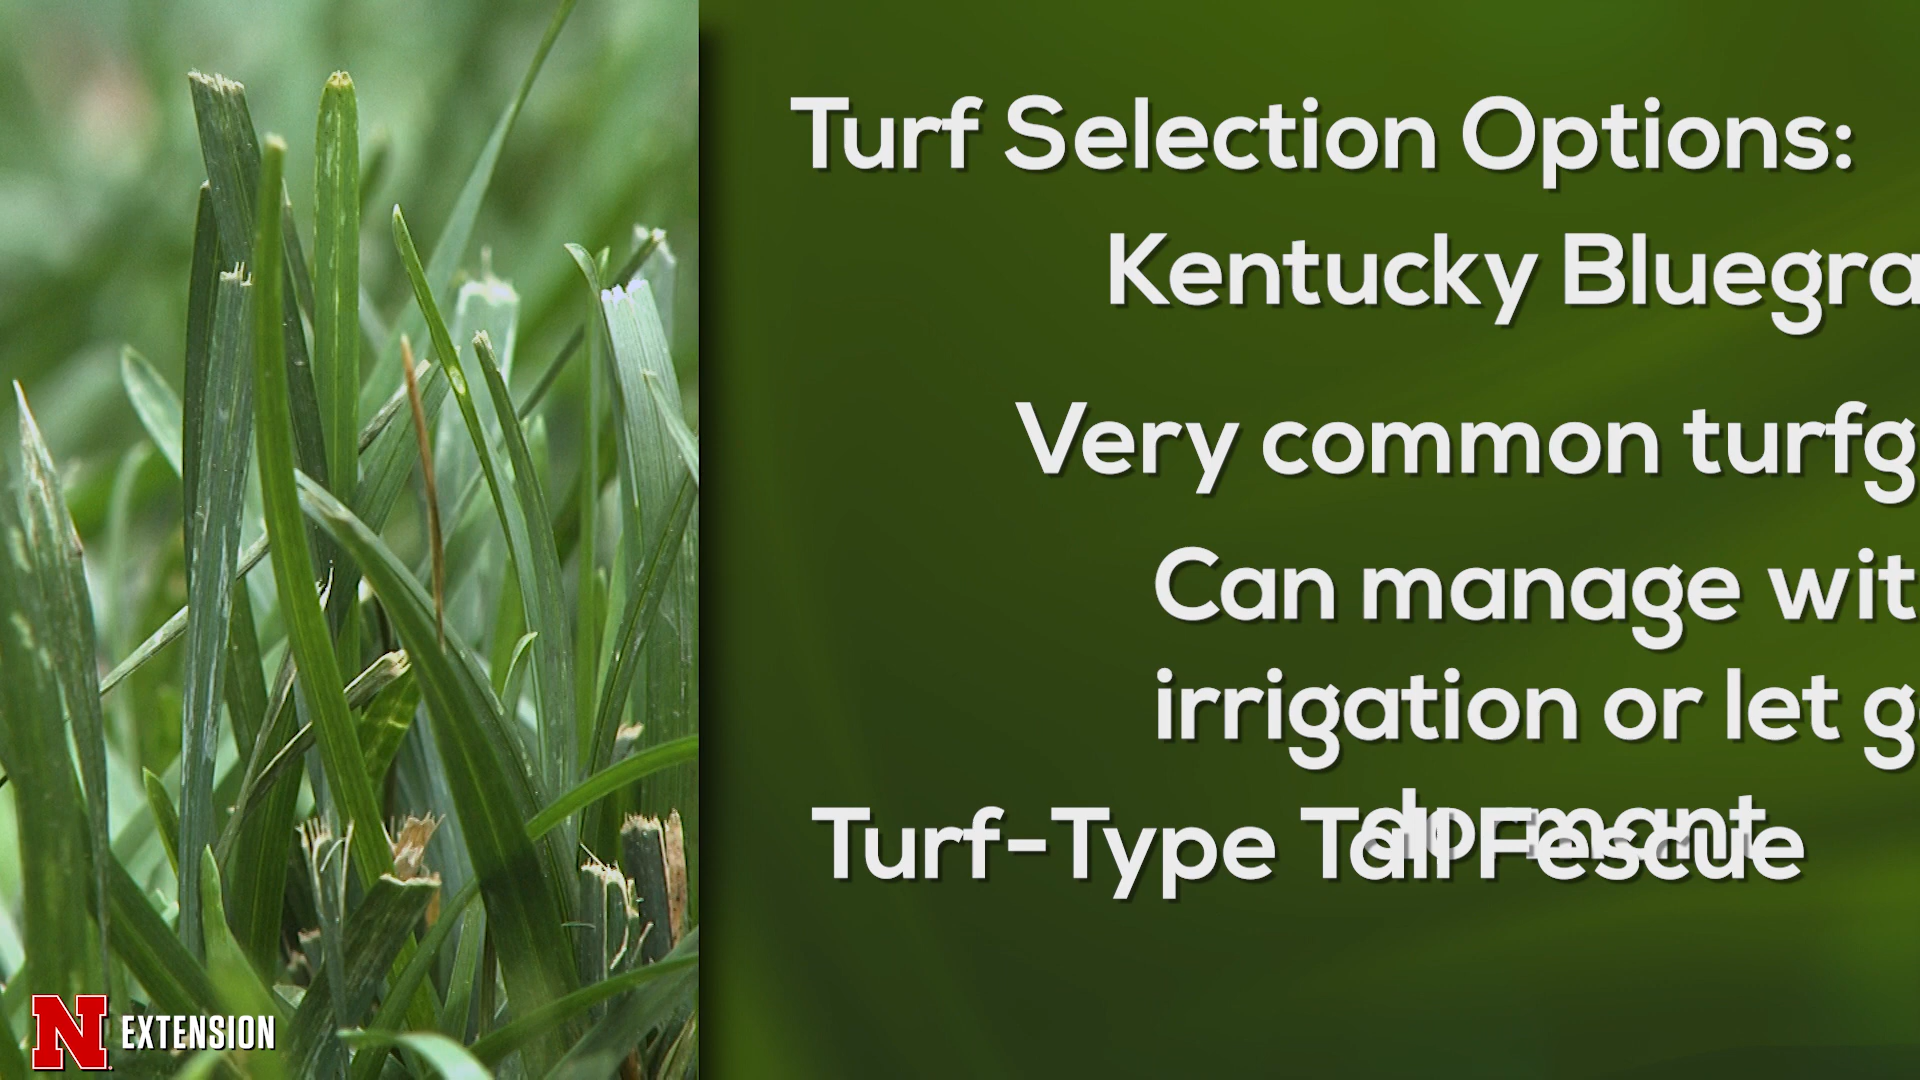 Turf Selection Options:
Kentucky Bluegra
Very common turfg
Can manage wit
irrigation or let g
dormant
Turf-Type Tall Fescue
N EXTENSION